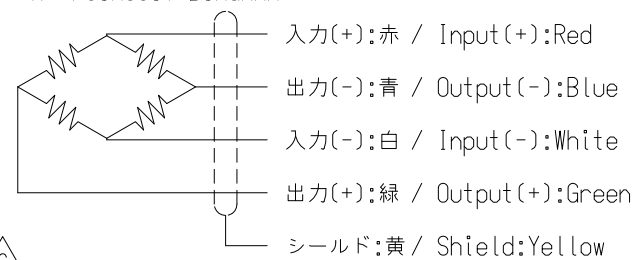 入力(+):赤 / Input(+):Red
出力(-):青 / Output(-):Blue
入力(-):白 / Input(-):White
出力(+):緑 / Output(+):Green
シールド:黄 / Shield:Yellow